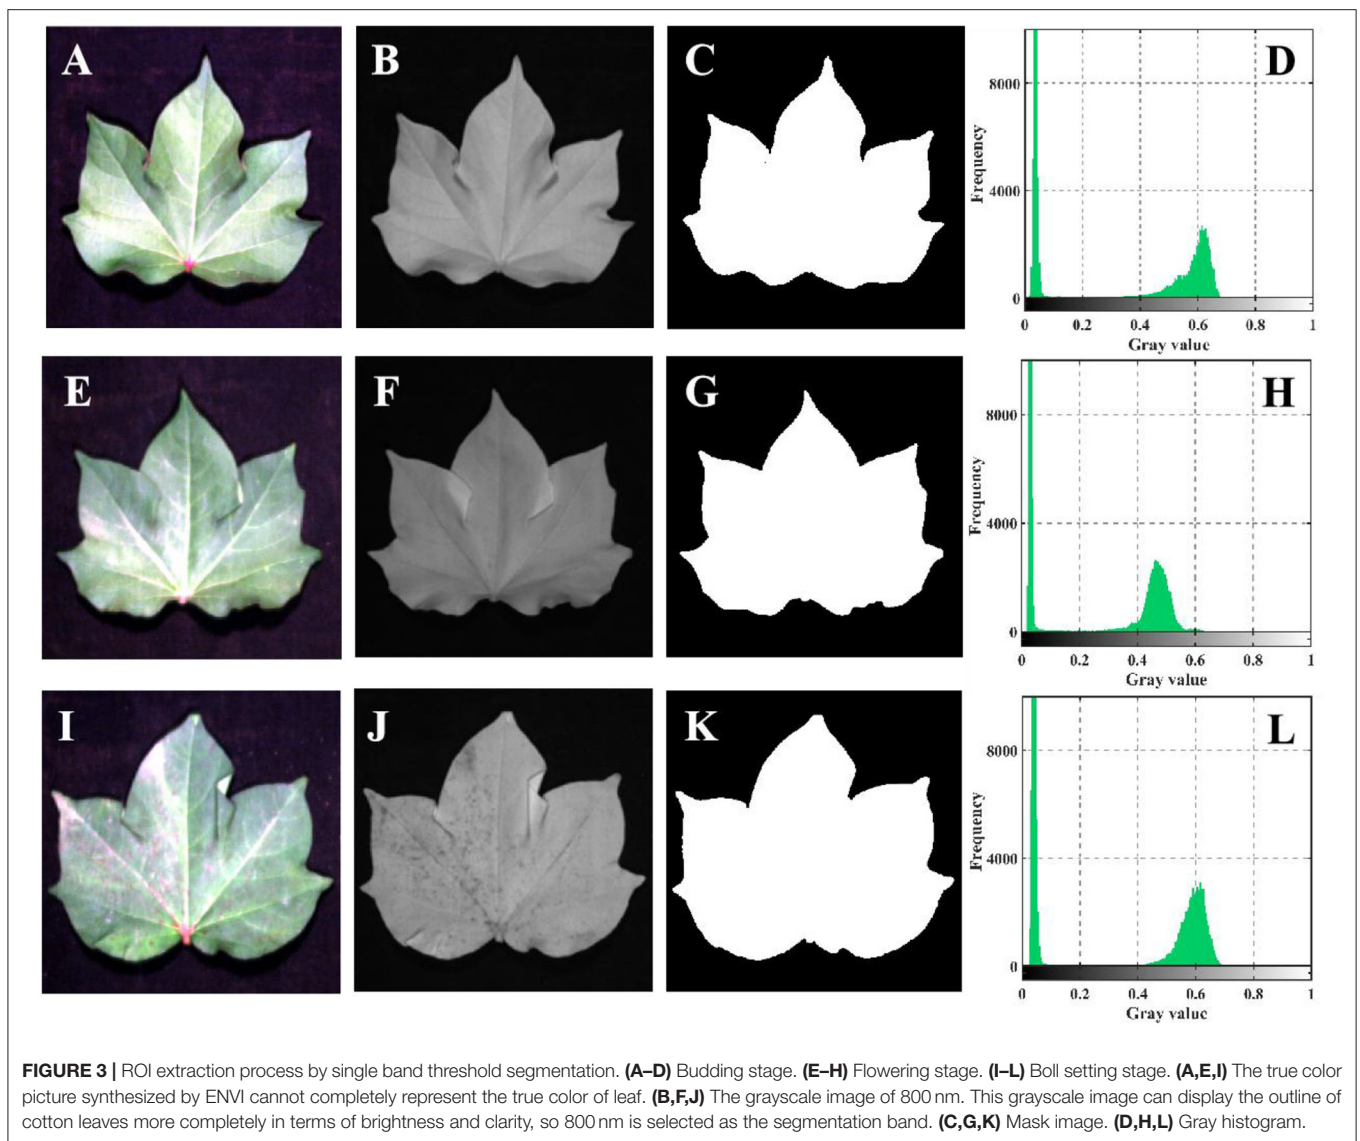 A B C D
8000
4000
0
Frequency
0 0.2 0.4 0.6 0.8 1
Gray value
E F G H
8000
4000
0
Frequency
0 0.2 0.4 0.6 0.8 1
Gray value
I J K L
8000
4000
0
Frequency
0 0.2 0.4 0.6 0.8 1
Gray value
FIGURE 3 | ROI extraction process by single band threshold segmentation. (A–D) Budding stage. (E–H) Flowering stage. (I–L) Boll setting stage. (A,E,I) The true color
picture synthesized by ENVI cannot completely represent the true color of leaf. (B,F,J) The grayscale image of 800 nm. This grayscale image can display the outline of
cotton leaves more completely in terms of brightness and clarity, so 800 nm is selected as the segmentation band. (C,G,K) Mask image. (D,H,L) Gray histogram.